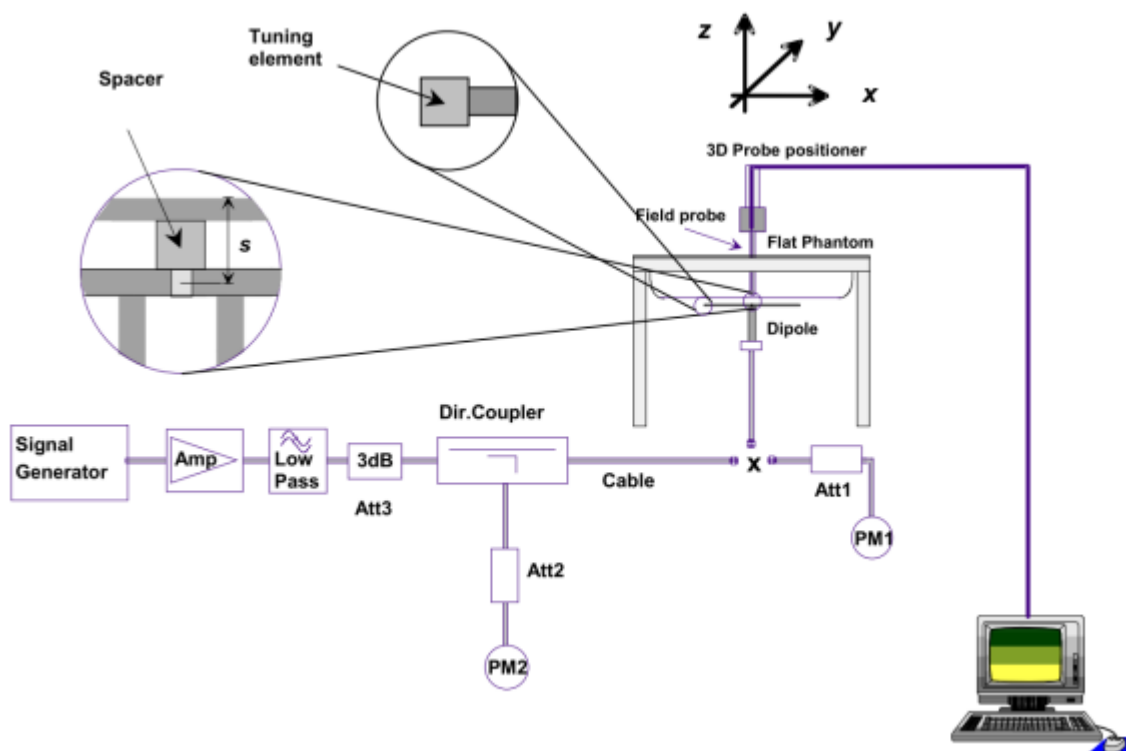 Tuning
element
Spacer
z
y
x
3D Probe positioner
Field probe
Flat Phantom
s
Dipole
Dir.Coupler
Signal
Generator
Amp
Low
Pass
3dB
Att3
Cable
x
Att1
PM1
Att2
PM2